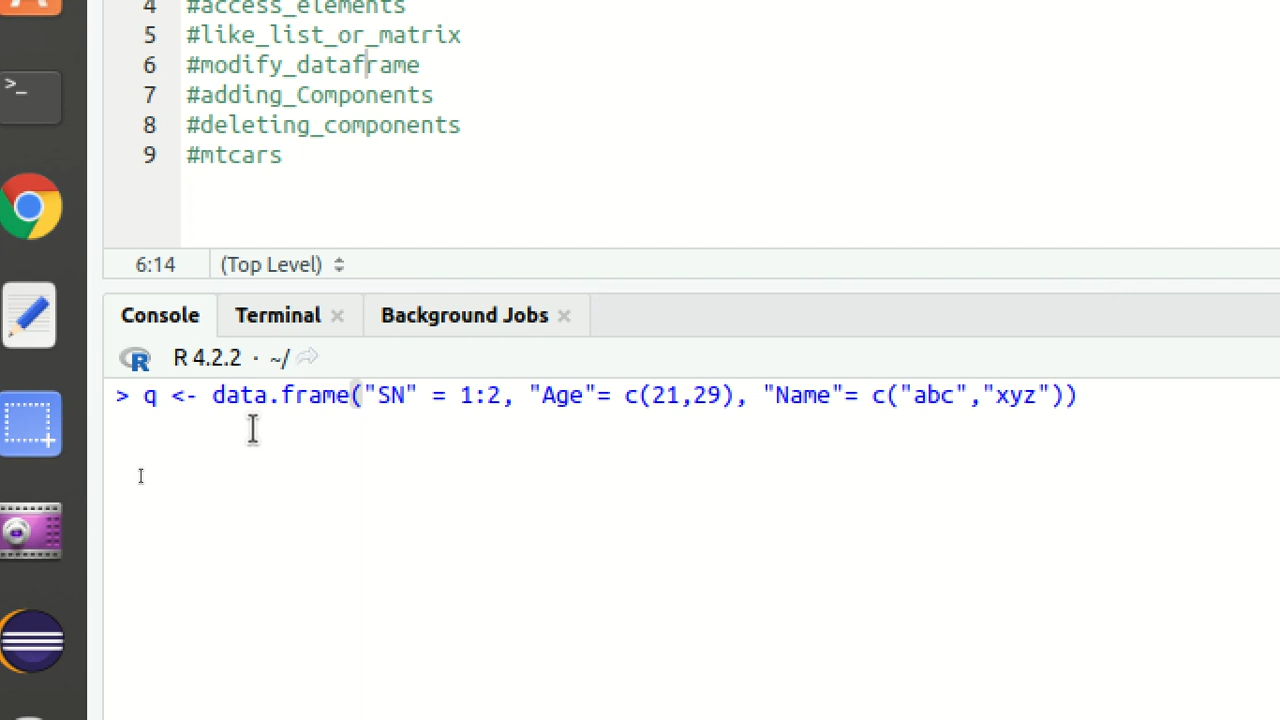 4 #access_elements
5 #like_list_or_matrix
6 #modify_dataframe
7 #adding_Components
8 #deleting_components
9 #mtcars
6:14 (Top Level)
Console Terminal Background Jobs
R R 4.2.2 · ~/
> q <- data.frame("SN" = 1:2, "Age"= c(21,29), "Name"= c("abc","xyz"))
>_